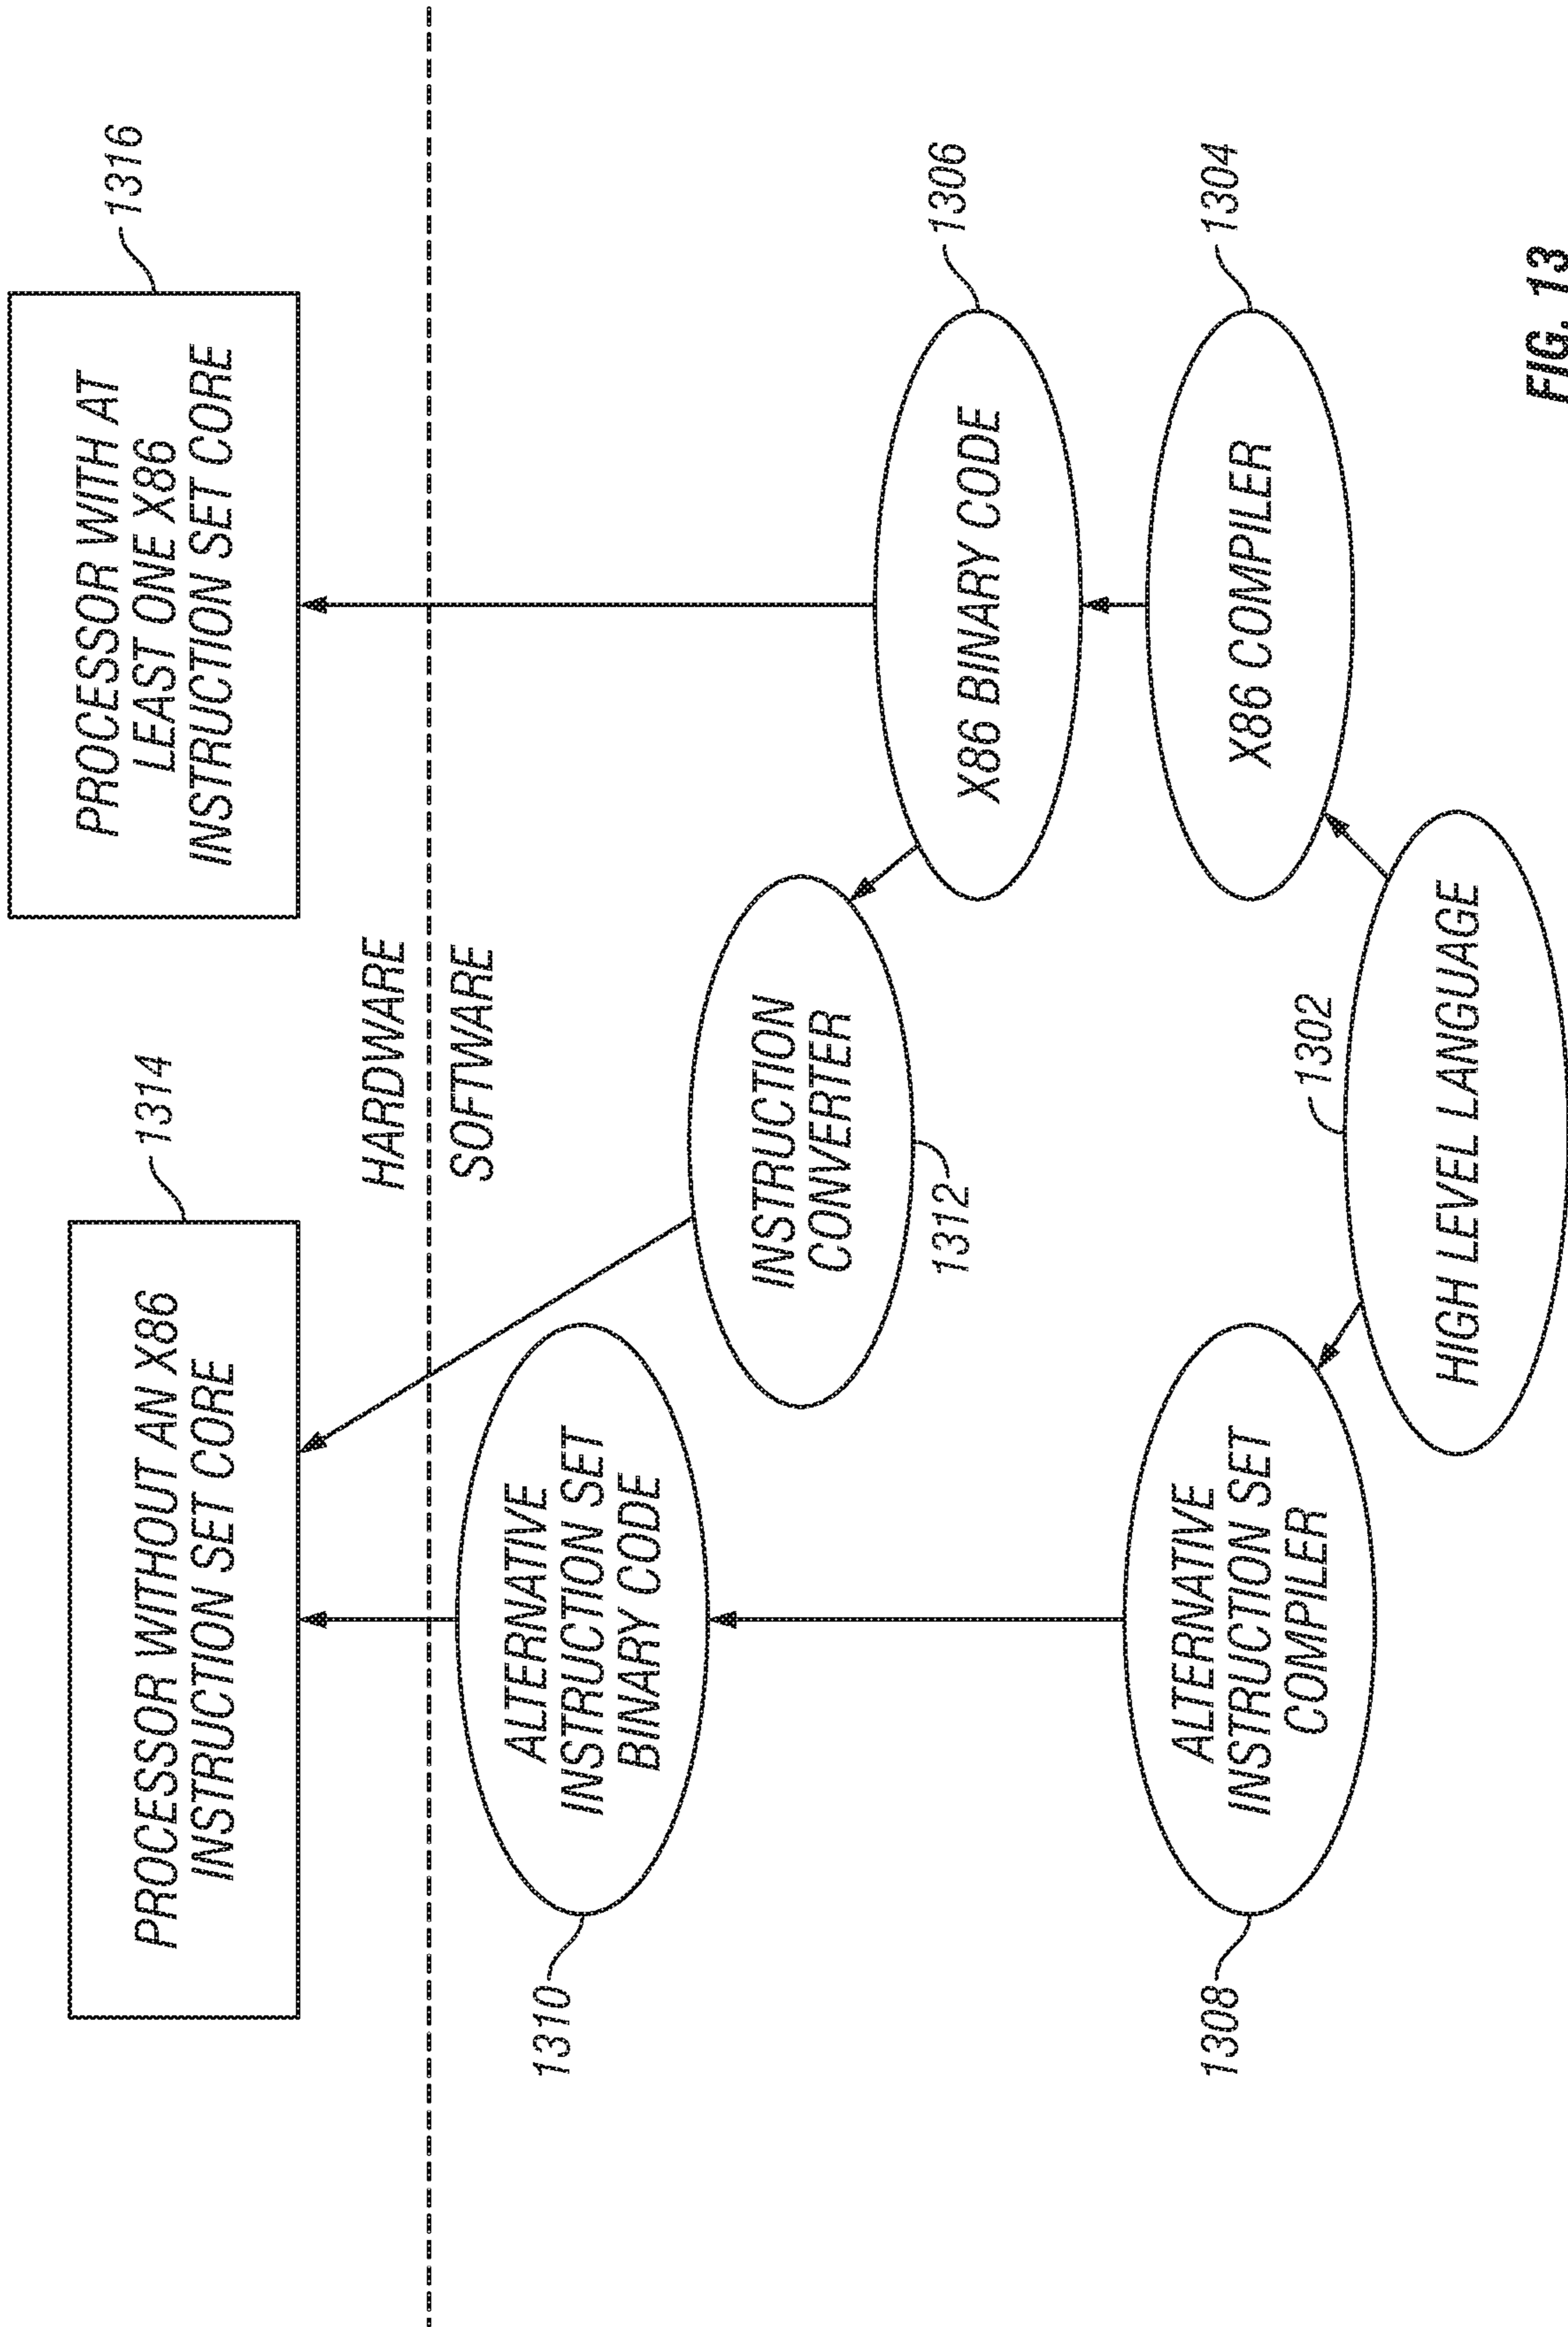 PROCESSOR WITHOUT AN X86
INSTRUCTION SET CORE
1314
PROCESSOR WITH AT
LEAST ONE X86
INSTRUCTION SET CORE
1316
HARDWARE
SOFTWARE
1310
ALTERNATIVE
INSTRUCTION SET
BINARY CODE
INSTRUCTION
CONVERTER
1312
X86 BINARY CODE
1306
1308
ALTERNATIVE
INSTRUCTION SET
COMPILER
X86 COMPILER
1304
1302
HIGH LEVEL LANGUAGE
FIG. 13